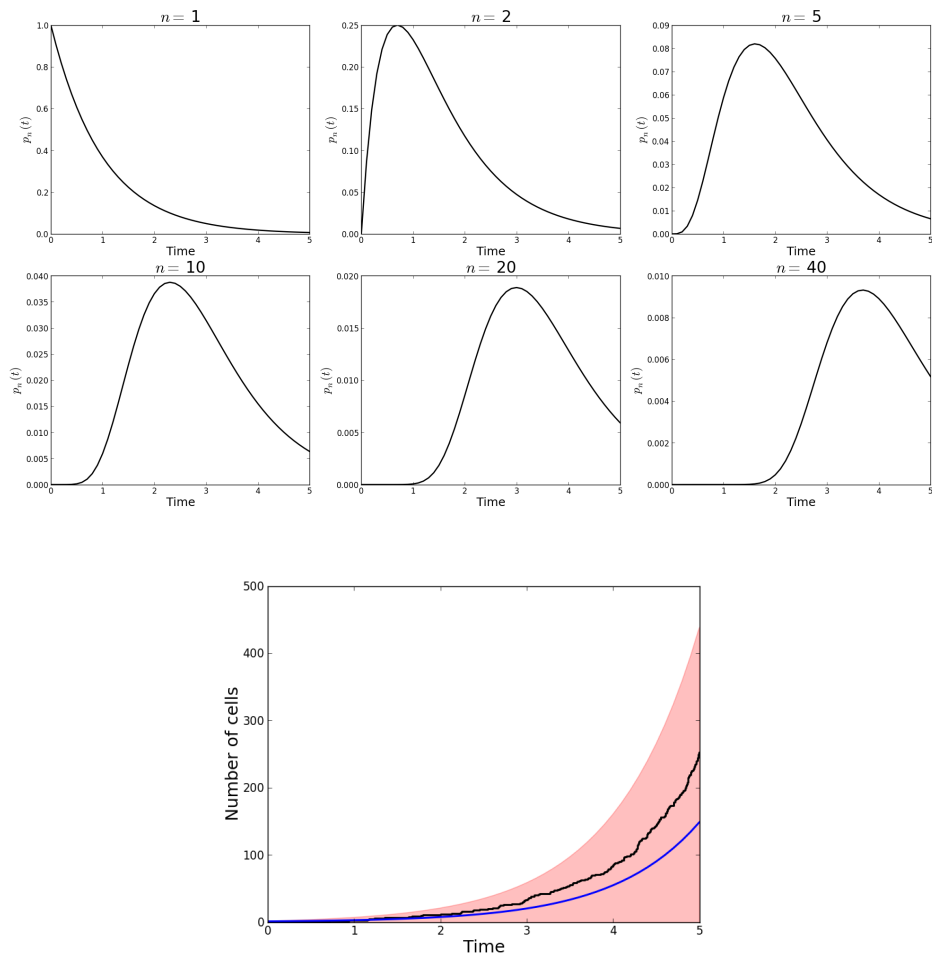 n = 1
n = 2
n = 5
1.0
0.8
0.6
0.4
0.2
0.0
p_n(t)
0 1 2 3 4 5
Time
0.25
0.20
0.15
0.10
0.05
0.00
p_n(t)
0 1 2 3 4 5
Time
0.09
0.08
0.07
0.06
0.05
0.04
0.03
0.02
0.01
0.00
p_n(t)
0 1 2 3 4 5
Time
n = 10
n = 20
n = 40
0.040
0.035
0.030
0.025
0.020
0.015
0.010
0.005
0.000
p_n(t)
0 1 2 3 4 5
Time
0.020
0.015
0.010
0.005
0.000
p_n(t)
0 1 2 3 4 5
Time
0.010
0.008
0.006
0.004
0.002
0.000
p_n(t)
0 1 2 3 4 5
Time
500
400
300
200
100
0
Number of cells
0 1 2 3 4 5
Time